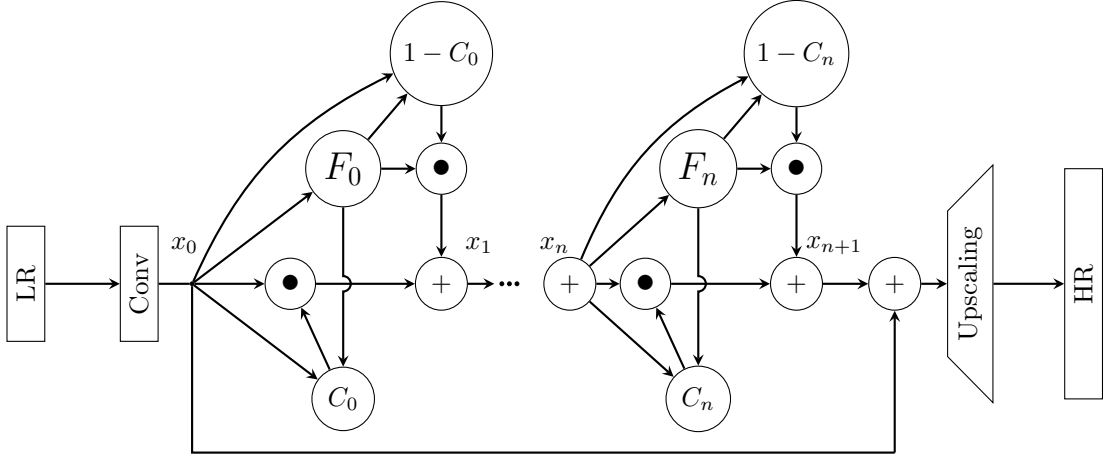 1 − C₀
1 − Cₙ
F₀
•
Fₙ
•
x₀
x₁
xₙ
xₙ₊₁
LR
Conv
•
+
...
+
•
+
+
Upscaling
HR
C₀
Cₙ